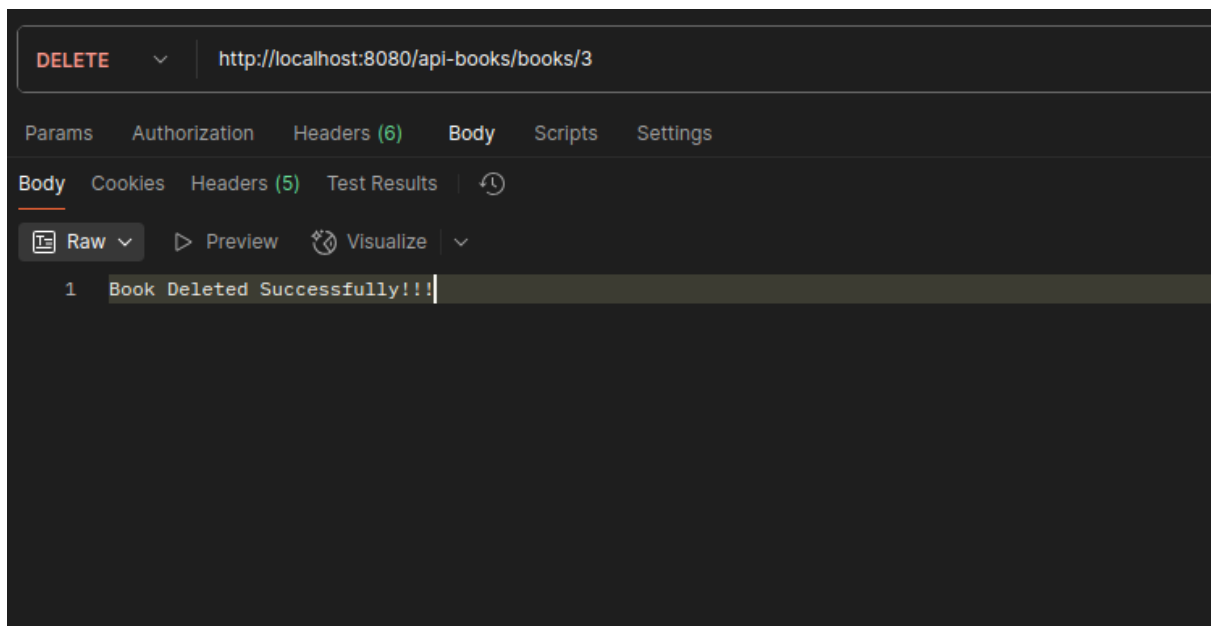 DELETE http://localhost:8080/api-books/books/3
Params Authorization Headers (6) Body Scripts Settings
Body Cookies Headers (5) Test Results
Raw Preview Visualize
1 Book Deleted Successfully!!!